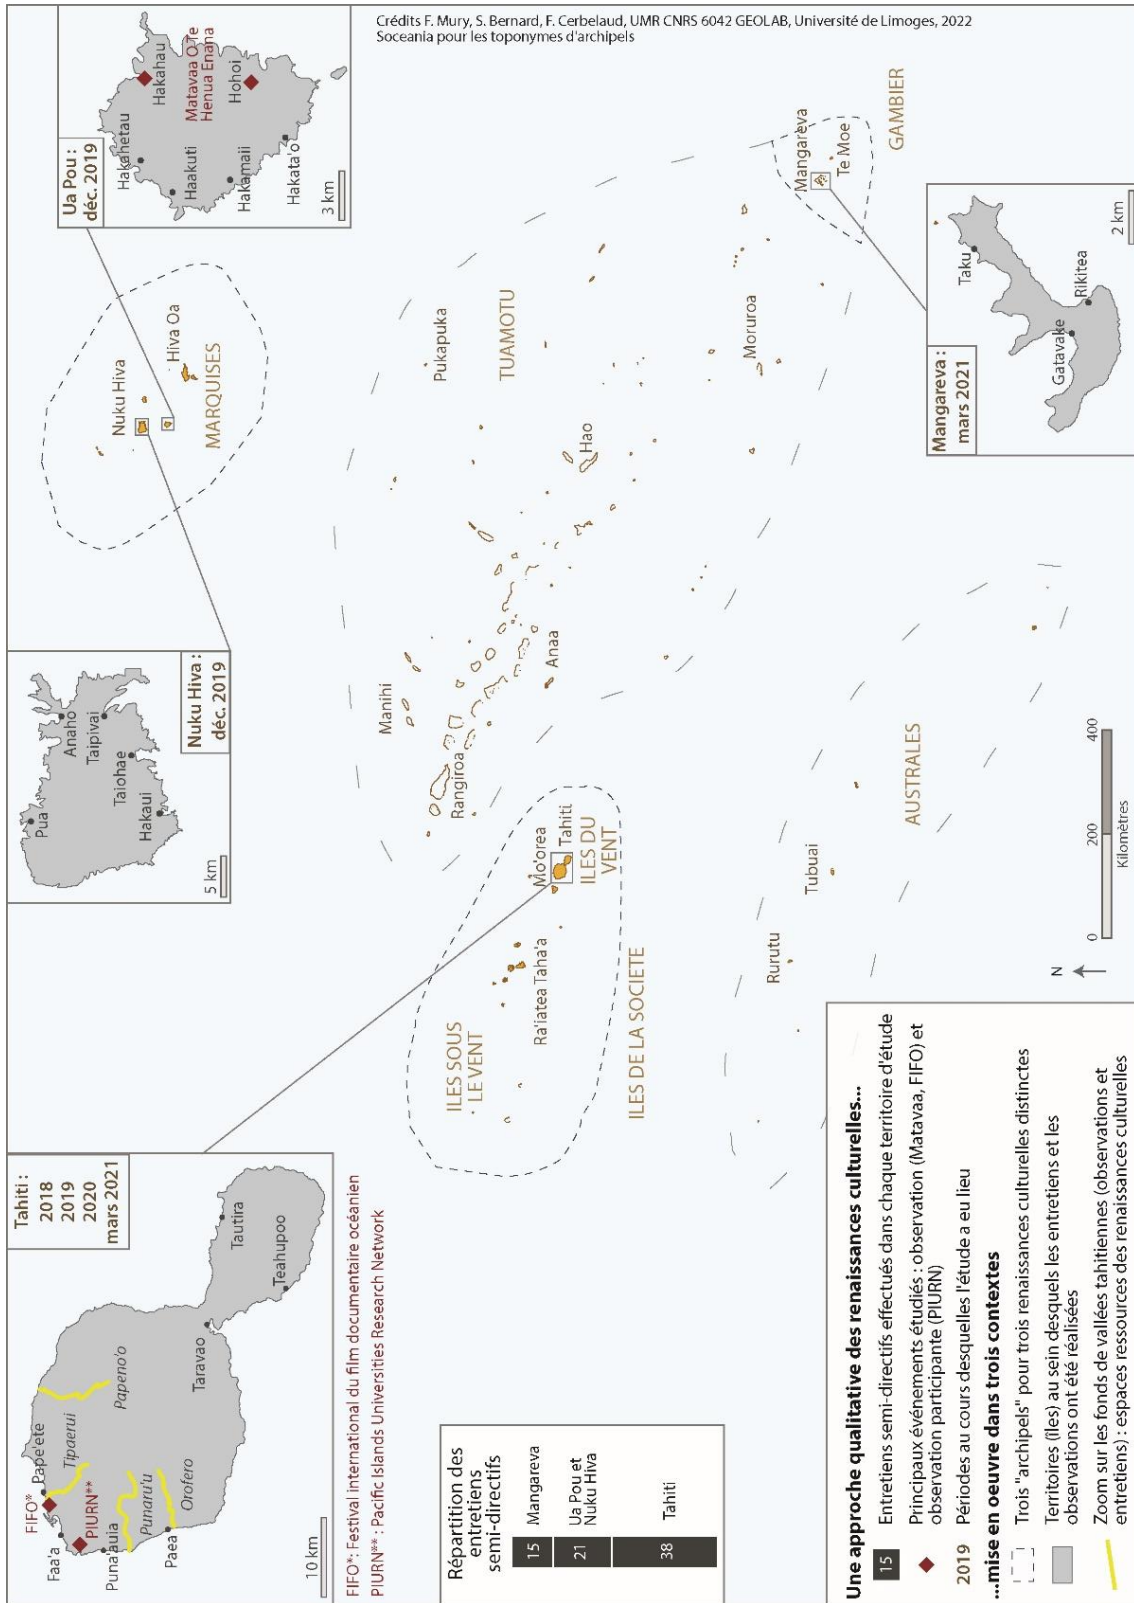 Tahiti :
2018
2019
2020
mars 2021
FIFO*
Pape'ete
Faa'a
PIURN**
Tipaerui
Papeno'o
Puna'auia
Punaru'u
Paea
Orofero
Taravao
Tautira
Teahupoo
10 km
FIFO*: Festival international du film documentaire océanien
PIURN** : Pacific Islands Universities Research Network
Pua
Anaho
Taipivai
Taiohae
Hakaui
5 km
Nuku Hiva :
déc. 2019
Ua Pou :
déc. 2019
Hakahetau
Hakahau
Haakuti
Matavaa O Te
Henua Enana
Hakamaii
Hohoi
Hakata'o
3 km
Crédits F. Mury, S. Bernard, F. Cerbelaud, UMR CNRS 6042 GEOLAB, Université de Limoges, 2022
Soceania pour les toponymes d'archipels
Nuku Hiva
Hiva Oa
MARQUISES
Manihi
Pukapuka
Rangiroa
TUAMOTU
Anaa
Hao
Moruroa
Mangareva
Te Moe
GAMBIER
ILES SOUS
LE VENT
Ra'iatea Taha'a
Mo'orea
Tahiti
ILES DU
VENT
ILES DE LA SOCIETE
Rurutu
Tubuai
AUSTRALES
Mangareva :
mars 2021
Taku
Gatavake
Rikitea
2 km
N
0
200
400
Kilomètres
Répartition des
entretiens
semi-directifs
15
Mangareva
21
Ua Pou et
Nuku Hiva
38
Tahiti
Une approche qualitative des renaissances culturelles...
15 Entretiens semi-directifs effectués dans chaque territoire d'étude
Principaux événements étudiés : observation (Matavaa, FIFO) et
observation participante (PIURN)
2019 Périodes au cours desquelles l'étude a eu lieu
...mise en oeuvre dans trois contextes
Trois "archipels" pour trois renaissances culturelles distinctes
Territoires (îles) au sein desquels les entretiens et les
observations ont été réalisées
Zoom sur les fonds de vallées tahitiennes (observations et
entretiens) : espaces ressources des renaissances culturelles